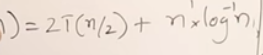 ) = 2T(n/2) + n × log⁻¹n